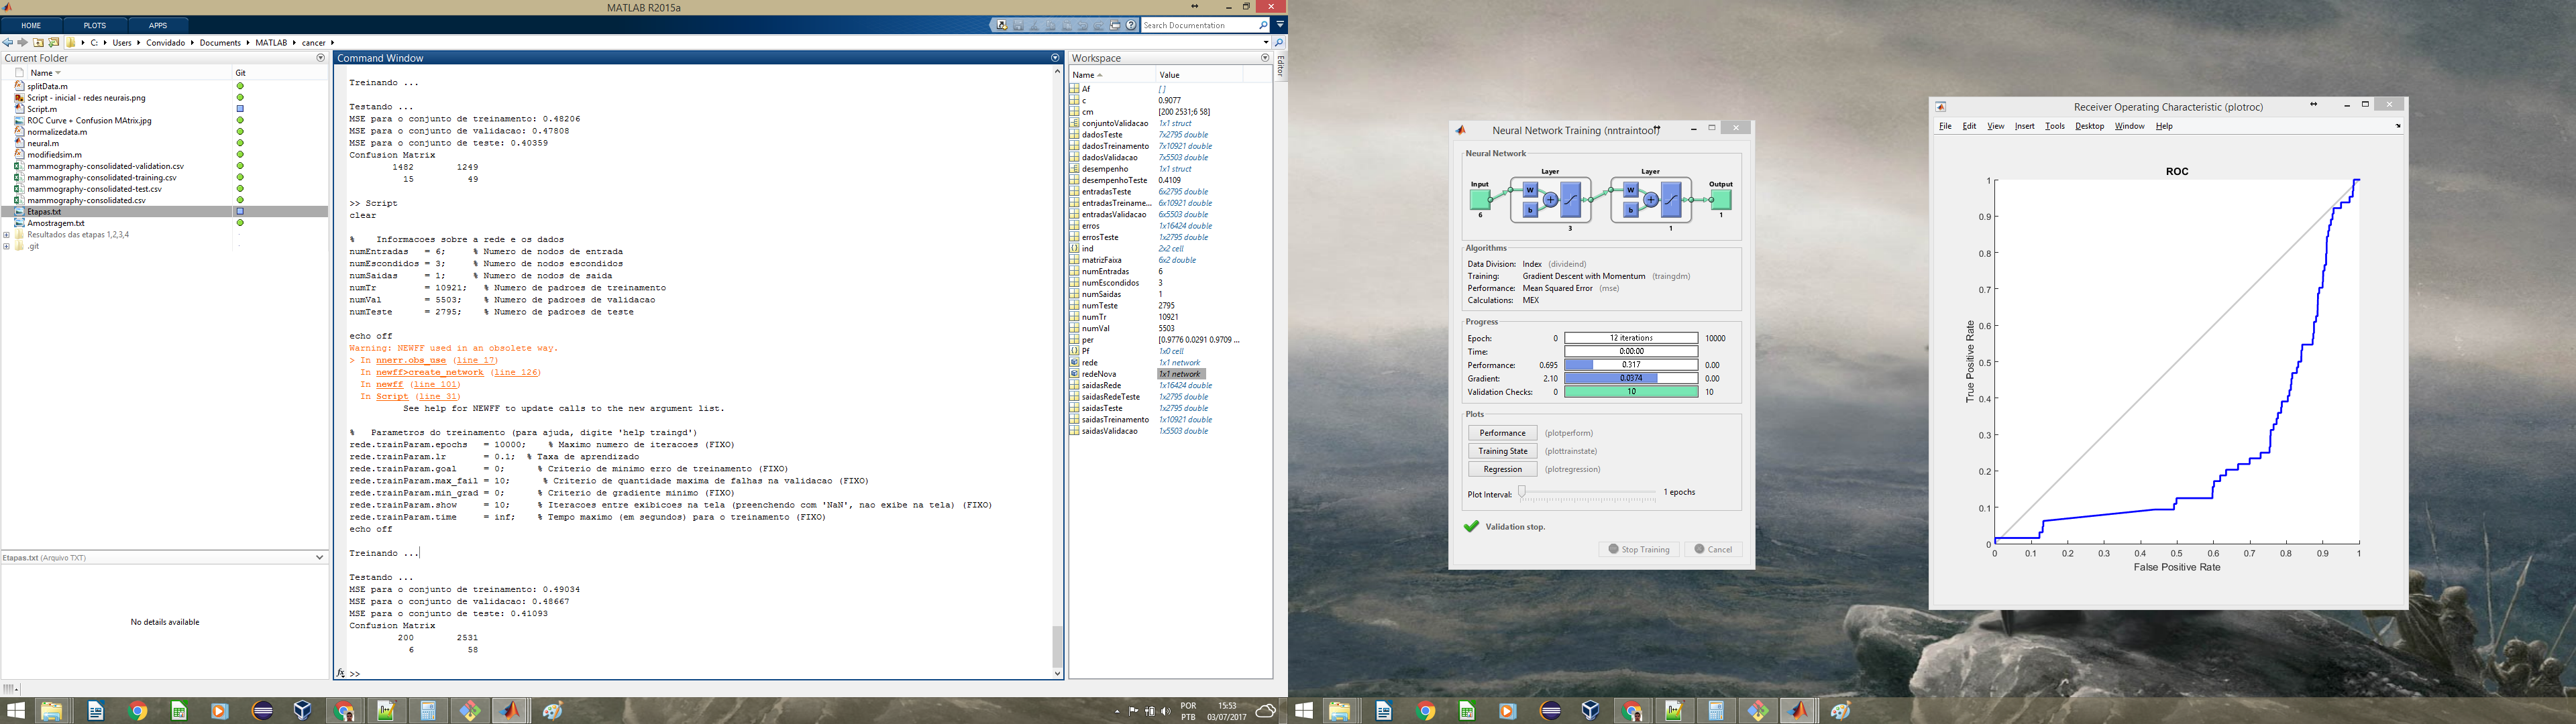 MATLAB R2015a
HOME PLOTS APPS
Search Documentation
C: Users Convidado Documents MATLAB cancer
Current Folder
Name Git
splitData.m
Script - inicial - redes neurais.png
Script.m
ROC Curve + Confusion MAtrix.jpg
normalizedata.m
neural.m
modifiedsim.m
mammography-consolidated-validation.csv
mammography-consolidated-training.csv
mammography-consolidated-test.csv
mammography-consolidated.csv
Etapas.txt
Amostragem.txt
Resultados das etapas 1,2,3,4
.git
Etapas.txt (Arquivo TXT)
No details available
Command Window
Treinando ...
Testando ...
MSE para o conjunto de treinamento: 0.48206
MSE para o conjunto de validacao: 0.47808
MSE para o conjunto de teste: 0.40359
Confusion Matrix
1482 1249
15 49
>> Script
clear
% Informacoes sobre a rede e os dados
numEntradas = 6; % Numero de nodos de entrada
numEscondidos = 3; % Numero de nodos escondidos
numSaidas = 1; % Numero de nodos de saida
numTr = 10921; % Numero de padroes de treinamento
numVal = 5503; % Numero de padroes de validacao
numTeste = 2795; % Numero de padroes de teste
echo off
Warning: NEWFF used in an obsolete way.
> In nnerr.obs_use (line 17)
In newff>create_network (line 126)
In newff (line 101)
In Script (line 31)
See help for NEWFF to update calls to the new argument list.
% Parametros do treinamento (para ajuda, digite 'help traingd')
rede.trainParam.epochs = 10000; % Maximo numero de iteracoes (FIXO)
rede.trainParam.lr = 0.1; % Taxa de aprendizado
rede.trainParam.goal = 0; % Criterio de minimo erro de treinamento (FIXO)
rede.trainParam.max_fail = 10; % Criterio de quantidade maxima de falhas na validacao (FIXO)
rede.trainParam.min_grad = 0; % Criterio de gradiente minimo (FIXO)
rede.trainParam.show = 10; % Iteracoes entre exibicoes na tela (preenchendo com 'NaN', nao exibe na tela) (FIXO)
rede.trainParam.time = inf; % Tempo maximo (em segundos) para o treinamento (FIXO)
echo off
Treinando ...
Testando ...
MSE para o conjunto de treinamento: 0.49034
MSE para o conjunto de validacao: 0.48667
MSE para o conjunto de teste: 0.41093
Confusion Matrix
200 2531
6 58
fx >>
Workspace
Name Value
Af []
c 0.9077
cm [200 2531;6 58]
conjuntoValidacao 1x1 struct
dadosTeste 7x2795 double
dadosTreinamento 7x10921 double
dadosValidacao 7x5503 double
desempenho 1x1 struct
desempenhoTeste 0.4109
entradasTeste 6x2795 double
entradasTreiname... 6x10921 double
entradasValidacao 6x5503 double
erros 1x16424 double
errosTeste 1x2795 double
ind 2x2 cell
matrizFaixa 6x2 double
numEntradas 6
numEscondidos 3
numSaidas 1
numTeste 2795
numTr 10921
numVal 5503
per [0.9776 0.0291 0.9709 ...
Pf 1x0 cell
rede 1x1 network
redeNova 1x1 network
saidasRede 1x16424 double
saidasRedeTeste 1x2795 double
saidasTeste 1x2795 double
saidasTreinamento 1x10921 double
saidasValidacao 1x5503 double
Editor
POR
PTB
15:53
03/07/2017
Neural Network Training (nntraintool)
Neural Network
Layer Layer
Input Output
W W
b b
6 3 1 1
Algorithms
Data Division: Index (divideind)
Training: Gradient Descent with Momentum (traingdm)
Performance: Mean Squared Error (mse)
Calculations: MEX
Progress
Epoch: 0 12 iterations 10000
Time: 0:00:00
Performance: 0.695 0.317 0.00
Gradient: 2.10 0.0374 0.00
Validation Checks: 0 10 10
Plots
Performance (plotperform)
Training State (plottrainstate)
Regression (plotregression)
Plot Interval: 1 epochs
Validation stop.
Stop Training Cancel
Receiver Operating Characteristic (plotroc)
File Edit View Insert Tools Desktop Window Help
ROC
True Positive Rate
1
0.9
0.8
0.7
0.6
0.5
0.4
0.3
0.2
0.1
0
0 0.1 0.2 0.3 0.4 0.5 0.6 0.7 0.8 0.9 1
False Positive Rate